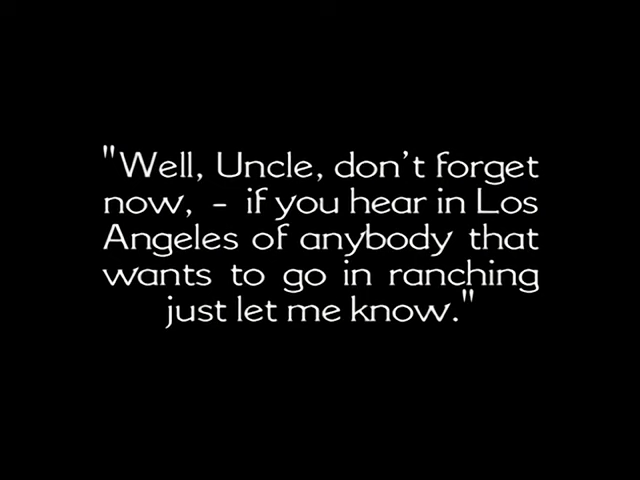 "Well, Uncle, don't forget
now, - if you hear in Los
Angeles of anybody that
wants to go in ranching
just let me know."